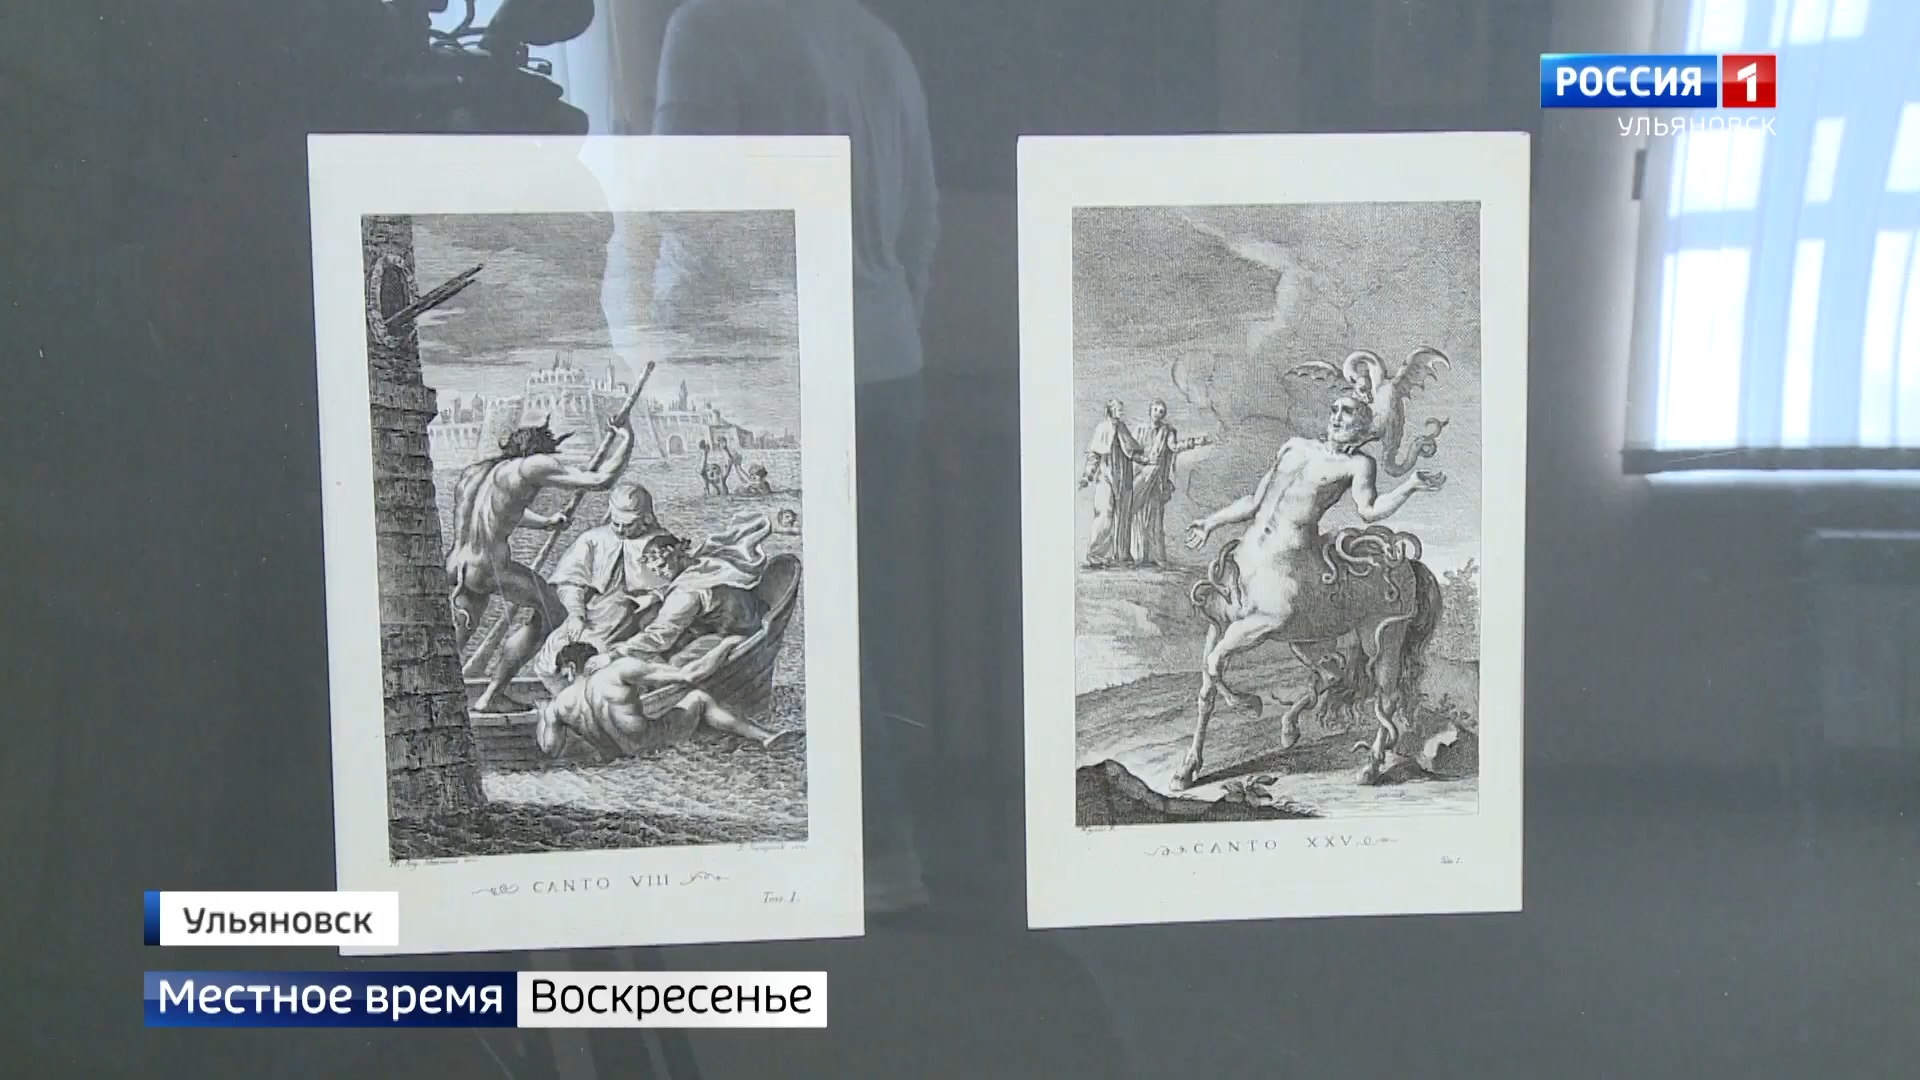 РОССИЯ 1
УЛЬЯНОВСК
CANTO VIII
Tom. I.
CANTO XXV
Ульяновск
Местное время Воскресенье